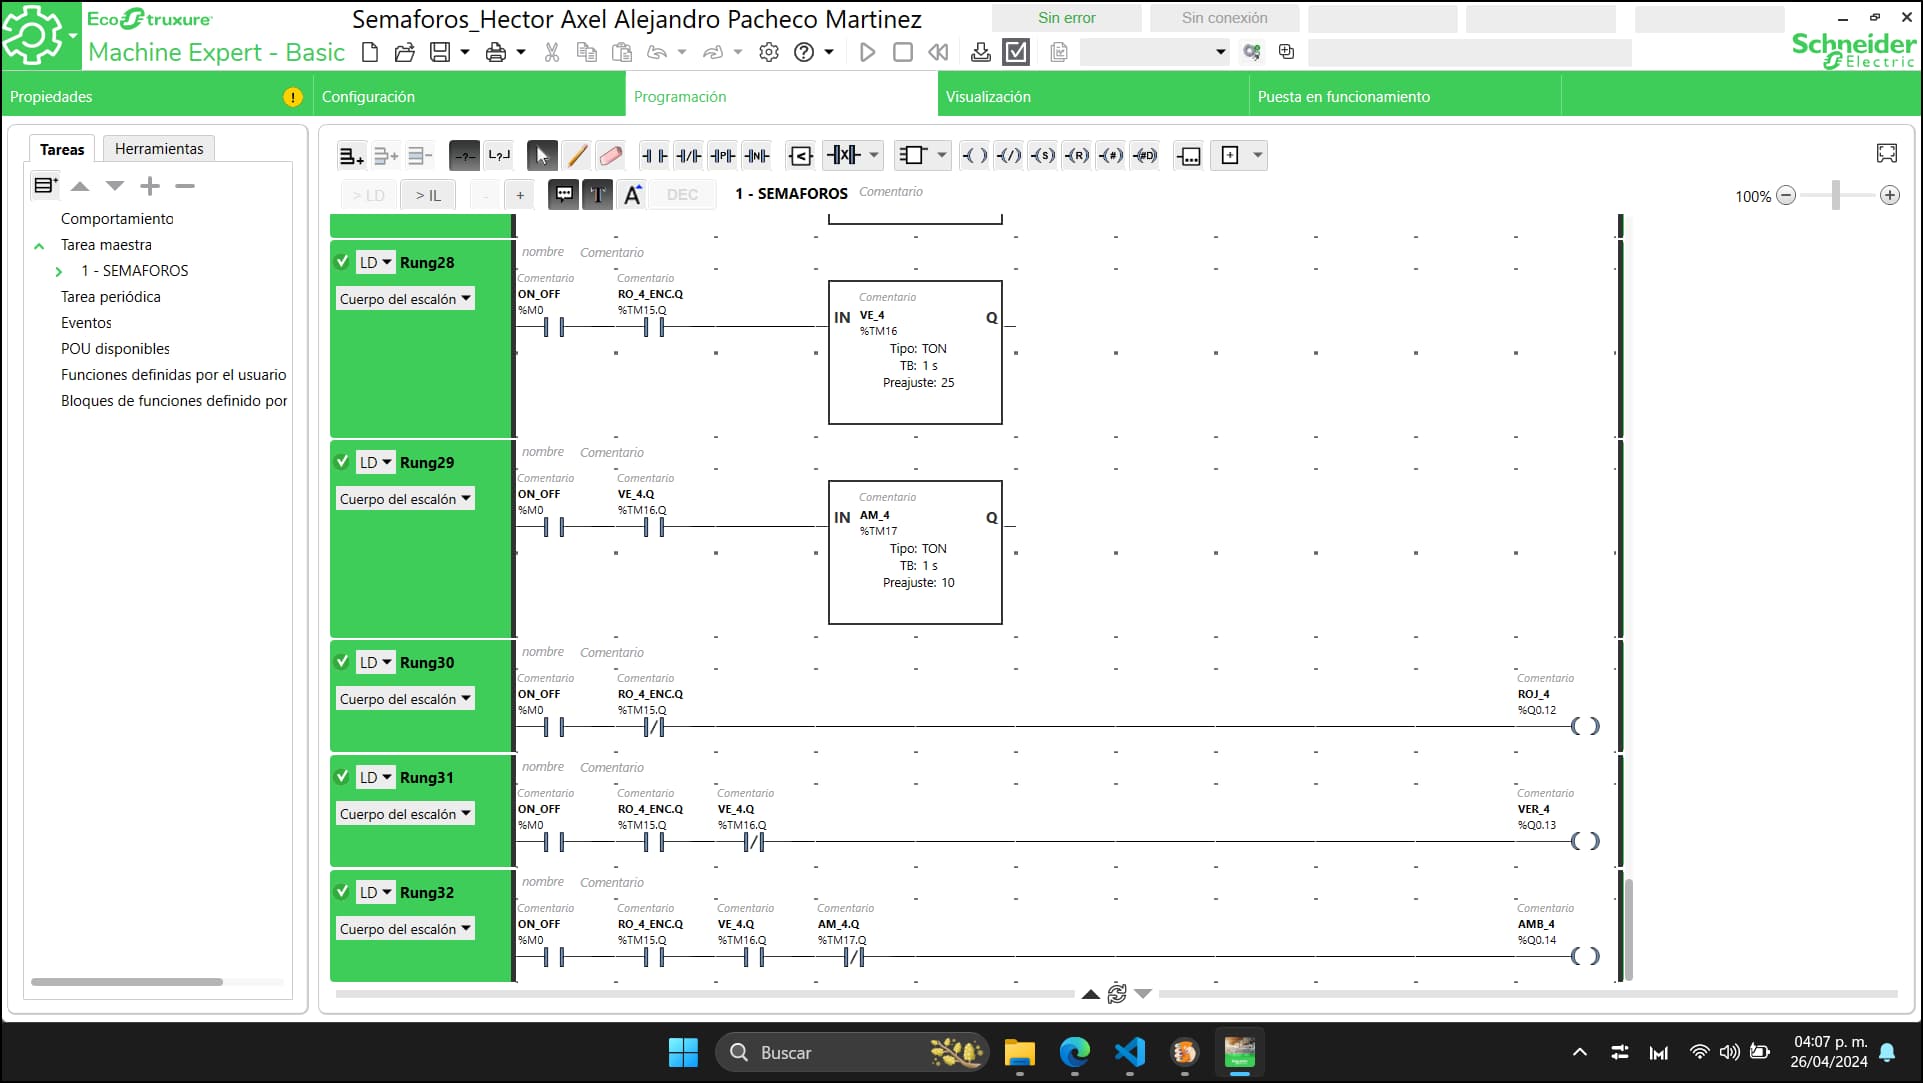 EcoStruxure
Machine Expert - Basic
Semaforos_Hector Axel Alejandro Pacheco Martinez
Sin error
Sin conexión
Schneider
Electric
Propiedades
Configuración
Programación
Visualización
Puesta en funcionamiento
Tareas
Herramientas
Comportamiento
Tarea maestra
1 - SEMAFOROS
Tarea periódica
Eventos
POU disponibles
Funciones definidas por el usuario
Bloques de funciones definido por
> LD
> IL
-
+
DEC
1 - SEMAFOROS
Comentario
100%
LD
Rung28
Cuerpo del escalón
nombre
Comentario
Comentario
ON_OFF
%M0
Comentario
RO_4_ENC.Q
%TM15.Q
Comentario
IN
VE_4
Q
%TM16
Tipo: TON
TB: 1 s
Preajuste: 25
LD
Rung29
Cuerpo del escalón
nombre
Comentario
Comentario
ON_OFF
%M0
Comentario
VE_4.Q
%TM16.Q
Comentario
IN
AM_4
Q
%TM17
Tipo: TON
TB: 1 s
Preajuste: 10
LD
Rung30
Cuerpo del escalón
nombre
Comentario
Comentario
ON_OFF
%M0
Comentario
RO_4_ENC.Q
%TM15.Q
Comentario
ROJ_4
%Q0.12
LD
Rung31
Cuerpo del escalón
nombre
Comentario
Comentario
ON_OFF
%M0
Comentario
RO_4_ENC.Q
%TM15.Q
Comentario
VE_4.Q
%TM16.Q
Comentario
VER_4
%Q0.13
LD
Rung32
Cuerpo del escalón
nombre
Comentario
Comentario
ON_OFF
%M0
Comentario
RO_4_ENC.Q
%TM15.Q
Comentario
VE_4.Q
%TM16.Q
Comentario
AM_4.Q
%TM17.Q
Comentario
AMB_4
%Q0.14
Buscar
04:07 p. m.
26/04/2024